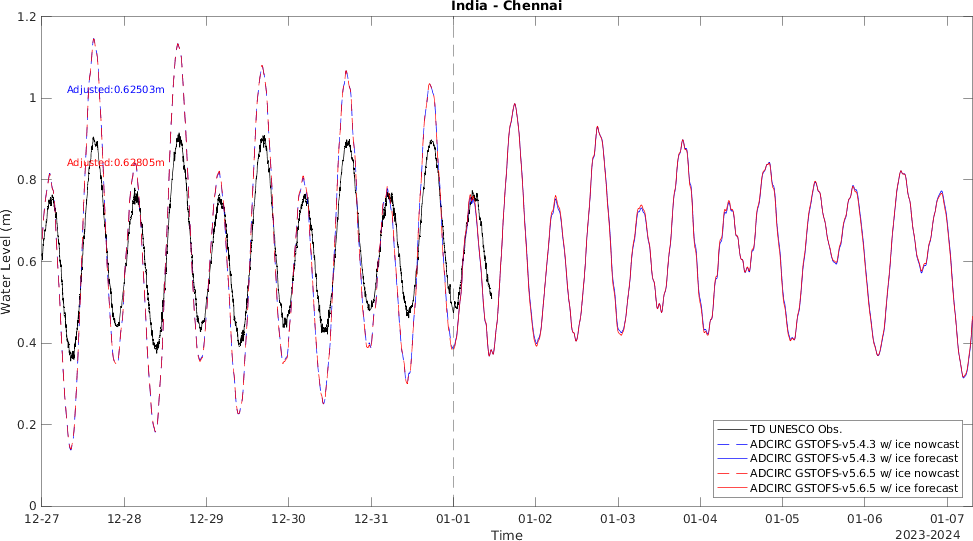 India - Chennai
1.2
1
0.8
0.6
0.4
0.2
0
Water Level (m)
Adjusted:0.62503m
Adjusted:0.62805m
TD UNESCO Obs.
ADCIRC GSTOFS-v5.4.3 w/ ice nowcast
ADCIRC GSTOFS-v5.4.3 w/ ice forecast
ADCIRC GSTOFS-v5.6.5 w/ ice nowcast
ADCIRC GSTOFS-v5.6.5 w/ ice forecast
12-27 12-28 12-29 12-30 12-31 01-01 01-02 01-03 01-04 01-05 01-06 01-07
Time
2023-2024